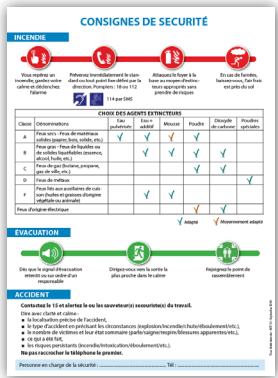 CONSIGNES DE SECURITÉ
INCENDIE
Vous repérez un
incendie, gardez votre
calme et déclenchez
l'alarme
Prévenez immédiatement le stan-
dard ou tout point fixe défini par la
direction. Pompiers : 18 ou 112
114 par SMS
Attaquez le foyer à la
base au moyen d'extinc-
teurs appropriés sans
prendre de risques
En cas de fumées,
baissez-vous, l'air frais
est près du sol
CHOIX DES AGENTS EXTINCTEURS
Classe Dénominations Eau pulvérisée Eau + additif Mousse Poudre Dioxyde de carbone Poudres spéciales
A Feux secs - Feux de matériaux
solides (papier, bois, solide, etc.)
B Feux gras - Feux de liquides ou
de solides liquéfiables (essence,
alcool, huile, etc.)
C Feux de gaz (butane, propane,
gaz de ville, etc.)
D Feux de métaux
F Feux liés aux auxiliaires de cuis-
son (huiles et graisses d'origine
végétale ou animale)
Feux d'origine électrique
Adapté Moyennement adapté
ÉVACUATION
Dès que le signal d'évacuation
retentit ou sur ordre d'un
responsable
Dirigez-vous vers la sortie la
plus proche dans le calme
Rejoignez le point de
rassemblement
ACCIDENT
Contactez le 15 et alertez le ou les sauveteur(s) secouriste(s) du travail.
Dire avec clarté et calme :
• la localisation précise de l'accident,
• le type d'accident en précisant les circonstances (explosion/incendie/chute/éboulement/etc.),
• le nombre de victimes et leur état sommaire (parle/saigne/respire/blessures apparentes/etc.),
• ce qui a été fait,
• les risques persistants (incendie/intoxication/éboulement/etc.).
Ne pas raccrocher le téléphone le premier.
Personne en charge de la sécurité : Tél :